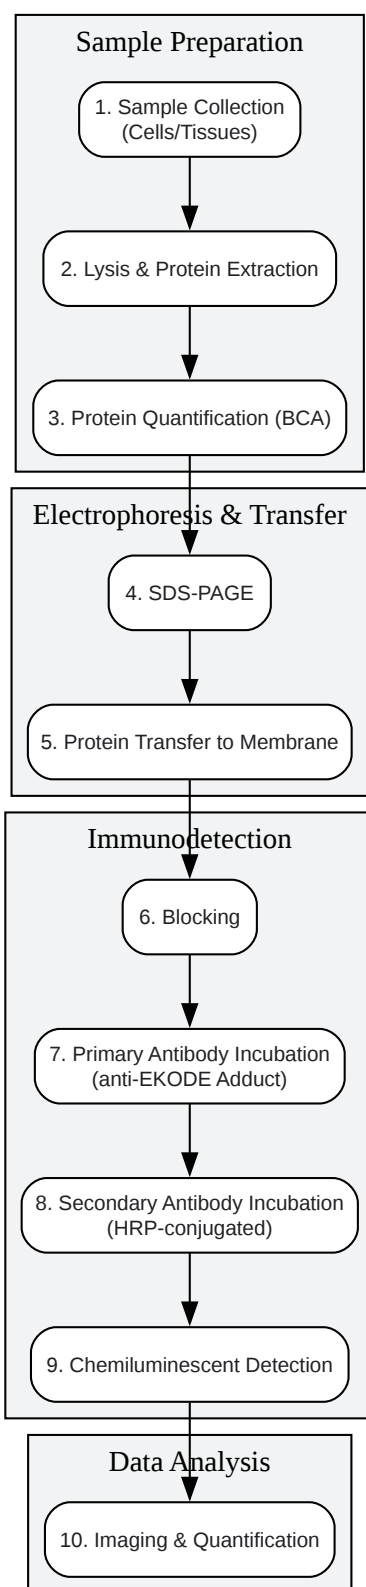 Sample Preparation
1. Sample Collection
(Cells/Tissues)
2. Lysis & Protein Extraction
3. Protein Quantification (BCA)
Electrophoresis & Transfer
4. SDS-PAGE
5. Protein Transfer to Membrane
Immunodetection
6. Blocking
7. Primary Antibody Incubation
(anti-EKODE Adduct)
8. Secondary Antibody Incubation
(HRP-conjugated)
9. Chemiluminescent Detection
Data Analysis
10. Imaging & Quantification